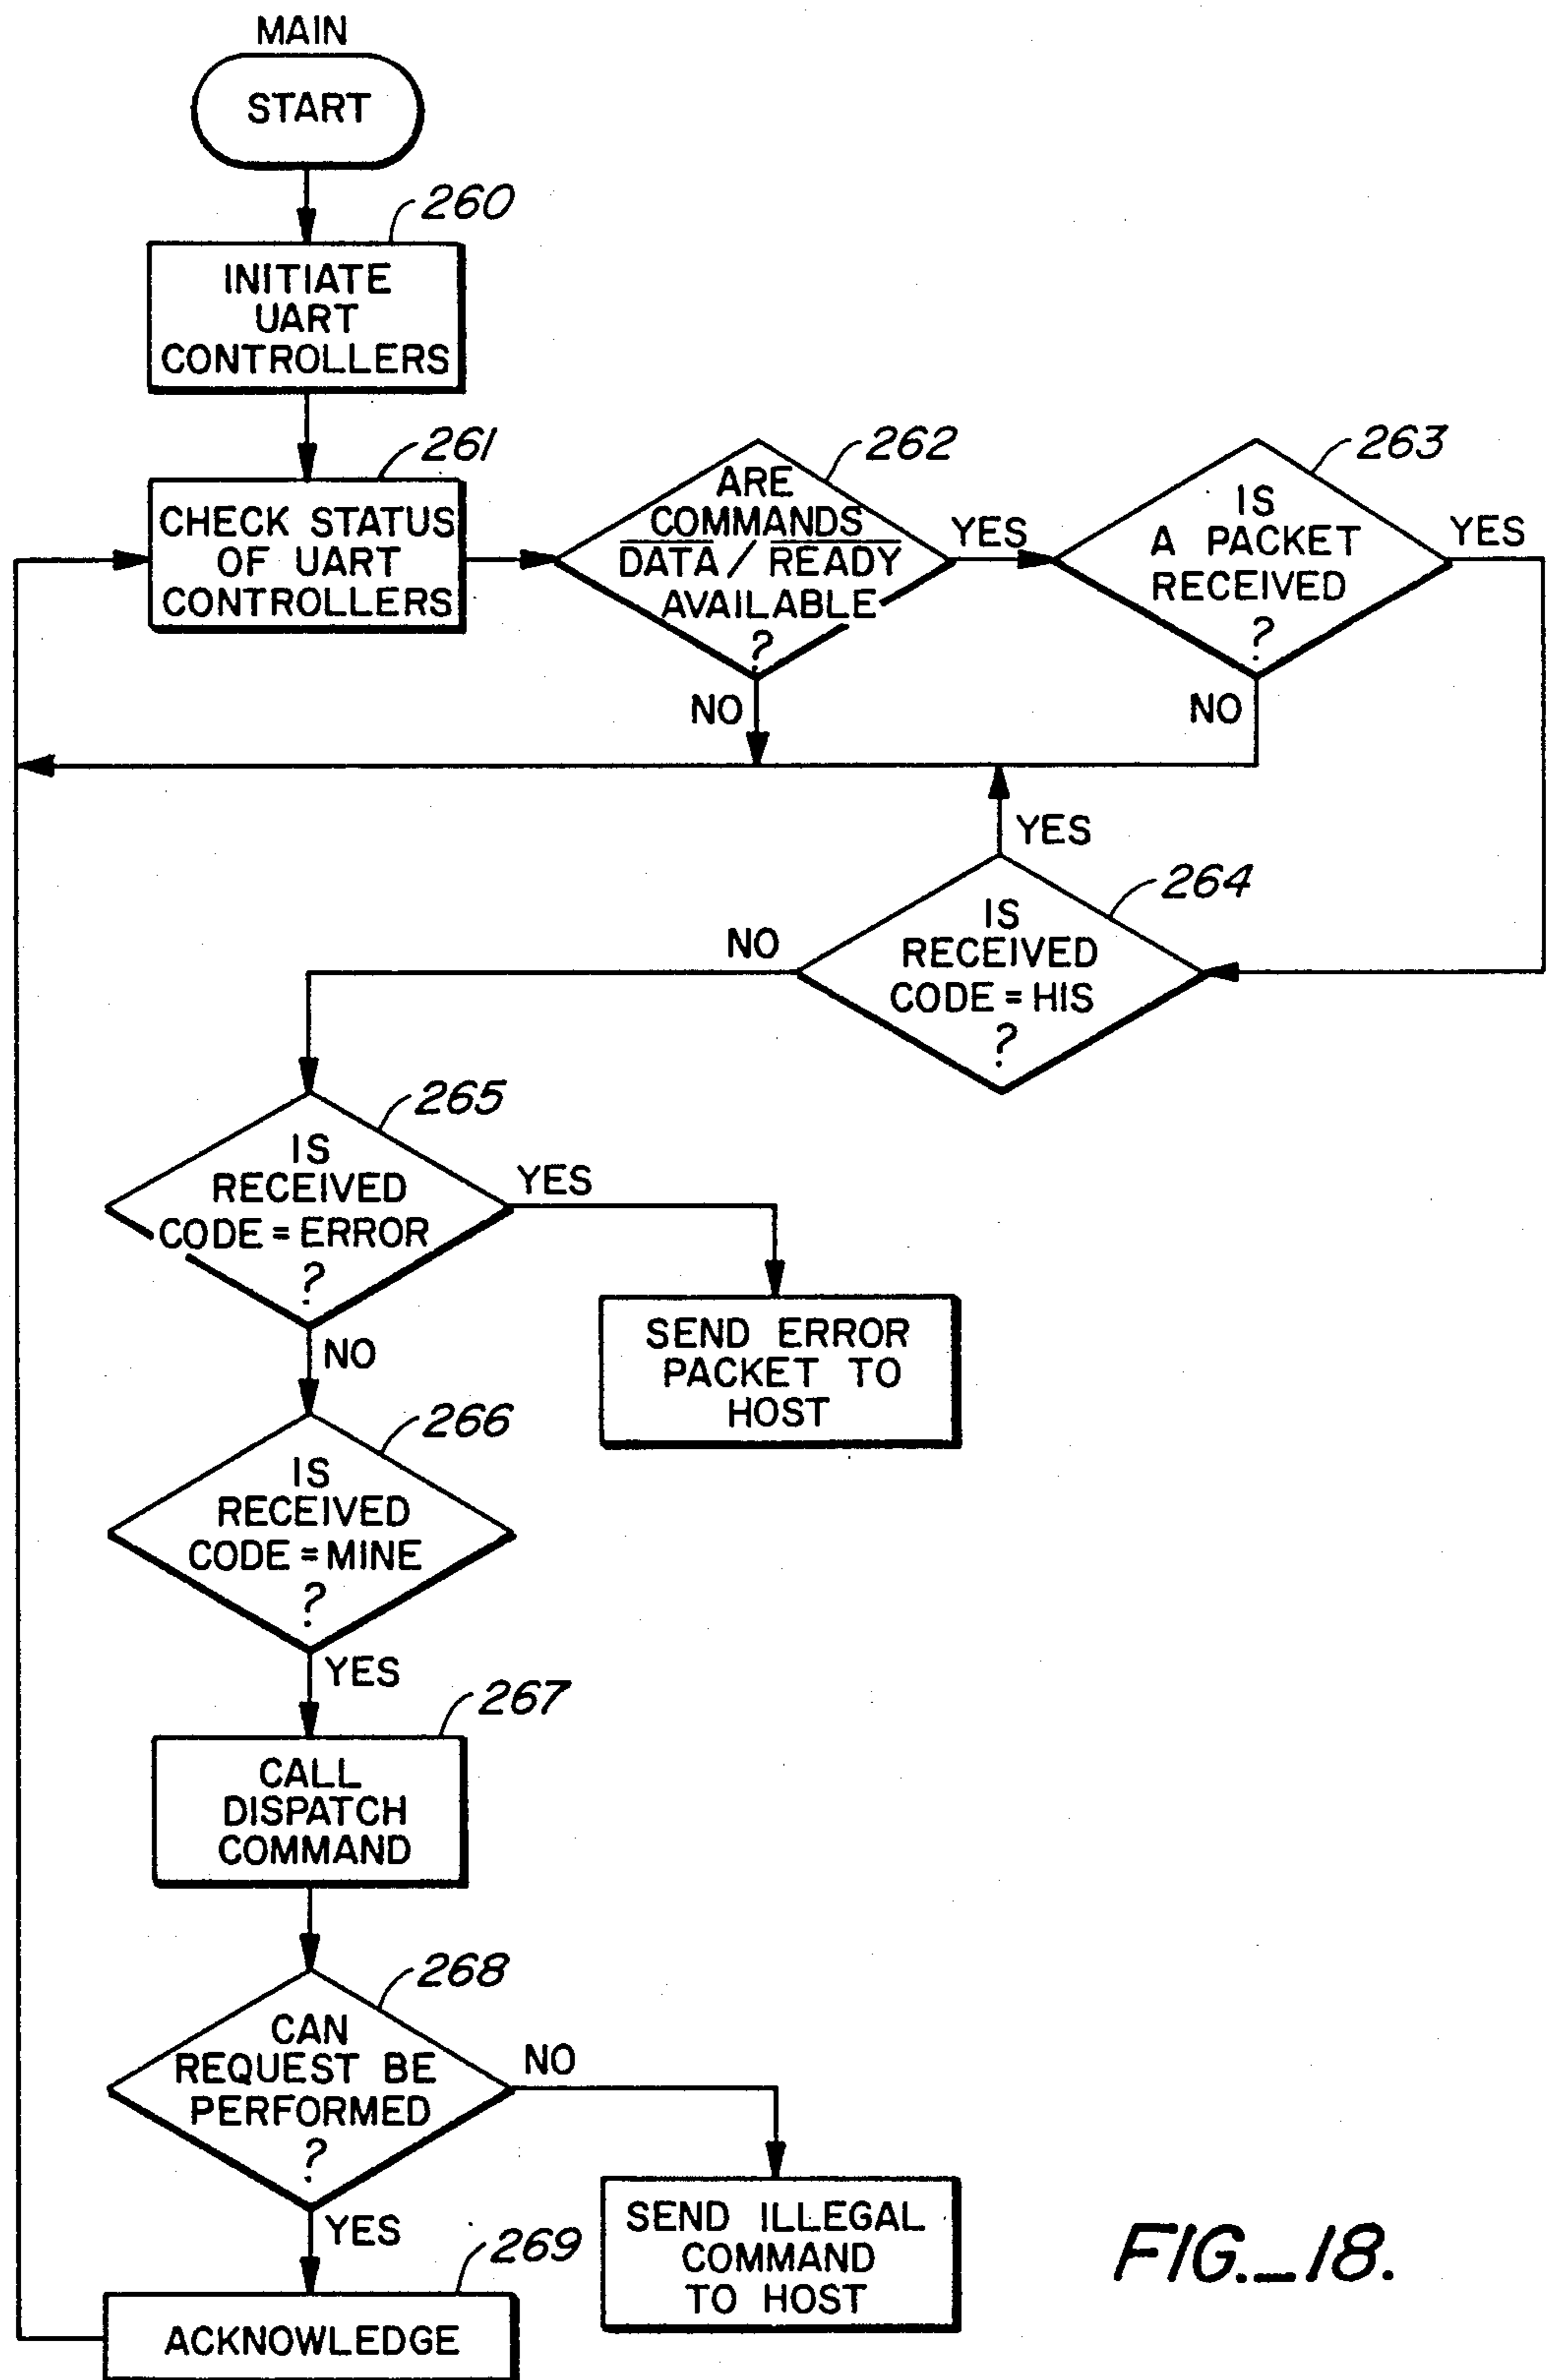 MAIN
START
260
INITIATE
UART
CONTROLLERS
261
CHECK STATUS
OF UART
CONTROLLERS
262
ARE
COMMANDS
DATA / READY
AVAILABLE
?
YES
NO
263
IS
A PACKET
RECEIVED
?
YES
NO
264
IS
RECEIVED
CODE = HIS
?
YES
NO
265
IS
RECEIVED
CODE = ERROR
?
YES
SEND ERROR
PACKET TO
HOST
NO
266
IS
RECEIVED
CODE = MINE
?
YES
267
CALL
DISPATCH
COMMAND
268
CAN
REQUEST BE
PERFORMED
?
NO
SEND ILLEGAL
COMMAND
TO HOST
YES
269
ACKNOWLEDGE
FIG._18.